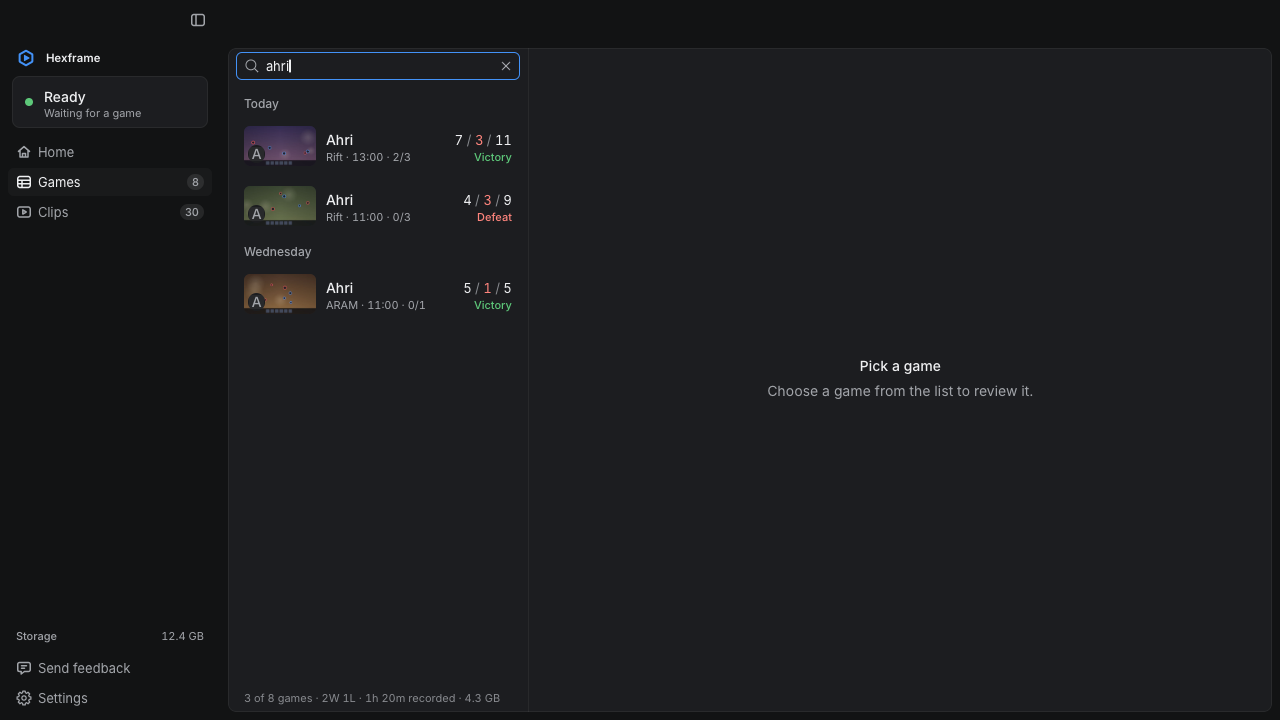 Hexframe
Ready
Waiting for a game
Home
Games 8
Clips 30
Storage 12.4 GB
Send feedback
Settings
ahri
Today
A
Ahri 7 / 3 / 11
Rift · 13:00 · 2/3 Victory
A
Ahri 4 / 3 / 9
Rift · 11:00 · 0/3 Defeat
Wednesday
A
Ahri 5 / 1 / 5
ARAM · 11:00 · 0/1 Victory
3 of 8 games · 2W 1L · 1h 20m recorded · 4.3 GB
Pick a game
Choose a game from the list to review it.